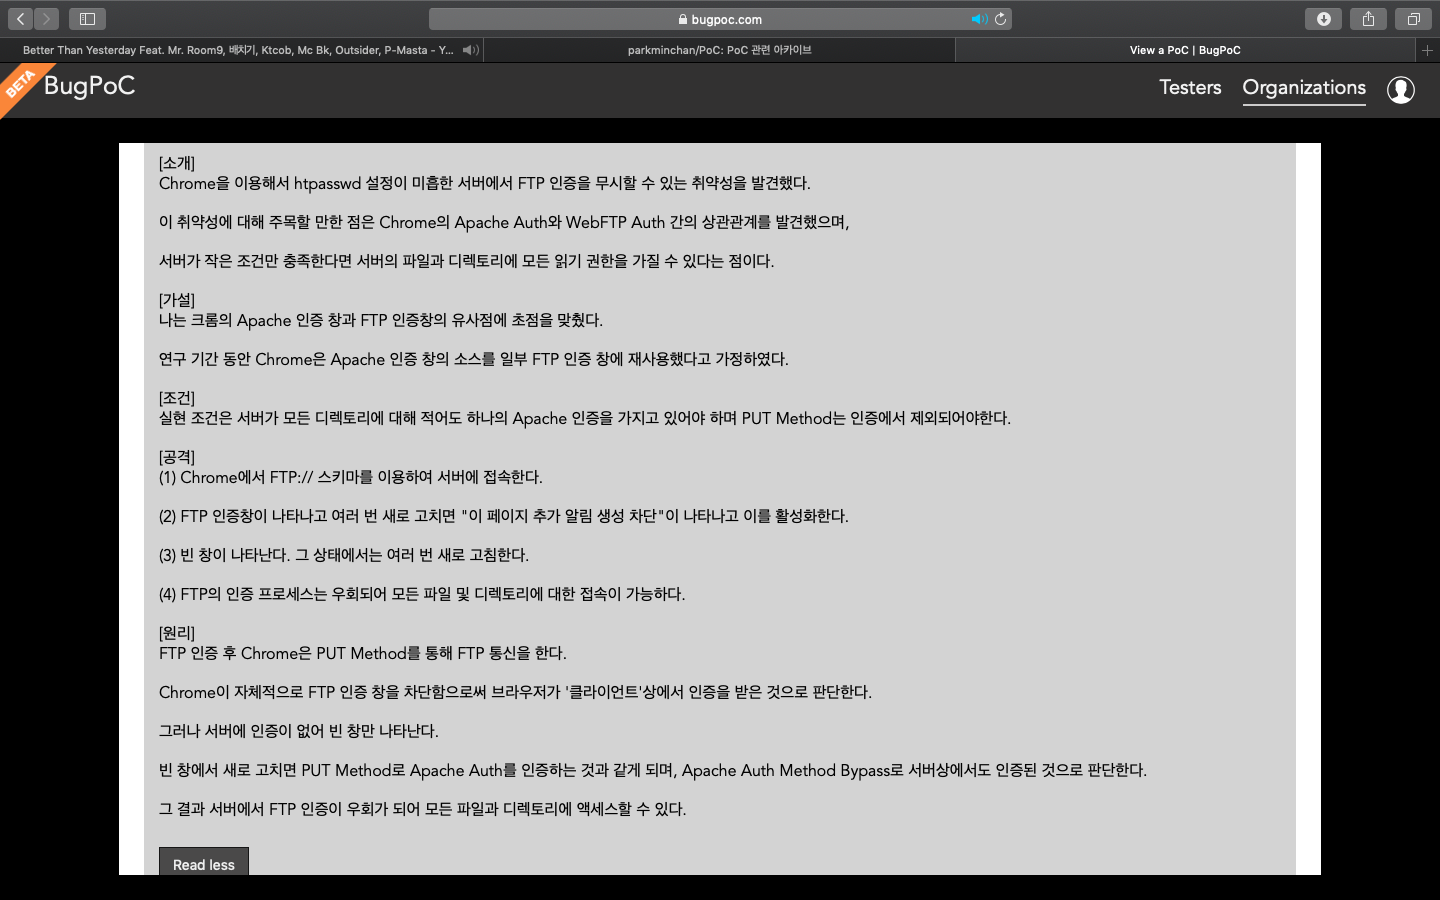 bugpoc.com
Better Than Yesterday Feat. Mr. Room9, 배치기, Ktcob, Mc Bk, Outsider, P-Masta - Y...
parkminchan/PoC: PoC 관련 아카이브
View a PoC | BugPoC
BETA
BugPoC
Testers
Organizations
[소개]
Chrome을 이용해서 htpasswd 설정이 미흡한 서버에서 FTP 인증을 무시할 수 있는 취약성을 발견했다.
이 취약성에 대해 주목할 만한 점은 Chrome의 Apache Auth와 WebFTP Auth 간의 상관관계를 발견했으며,
서버가 작은 조건만 충족한다면 서버의 파일과 디렉토리에 모든 읽기 권한을 가질 수 있다는 점이다.
[가설]
나는 크롬의 Apache 인증 창과 FTP 인증창의 유사점에 초점을 맞췄다.
연구 기간 동안 Chrome은 Apache 인증 창의 소스를 일부 FTP 인증 창에 재사용했다고 가정하였다.
[조건]
실현 조건은 서버가 모든 디렉토리에 대해 적어도 하나의 Apache 인증을 가지고 있어야 하며 PUT Method는 인증에서 제외되어야한다.
[공격]
(1) Chrome에서 FTP:// 스키마를 이용하여 서버에 접속한다.
(2) FTP 인증창이 나타나고 여러 번 새로 고치면 "이 페이지 추가 알림 생성 차단"이 나타나고 이를 활성화한다.
(3) 빈 창이 나타난다. 그 상태에서는 여러 번 새로 고침한다.
(4) FTP의 인증 프로세스는 우회되어 모든 파일 및 디렉토리에 대한 접속이 가능하다.
[원리]
FTP 인증 후 Chrome은 PUT Method를 통해 FTP 통신을 한다.
Chrome이 자체적으로 FTP 인증 창을 차단함으로써 브라우저가 '클라이언트'상에서 인증을 받은 것으로 판단한다.
그러나 서버에 인증이 없어 빈 창만 나타난다.
빈 창에서 새로 고치면 PUT Method로 Apache Auth를 인증하는 것과 같게 되며, Apache Auth Method Bypass로 서버상에서도 인증된 것으로 판단한다.
그 결과 서버에서 FTP 인증이 우회가 되어 모든 파일과 디렉토리에 액세스할 수 있다.
Read less